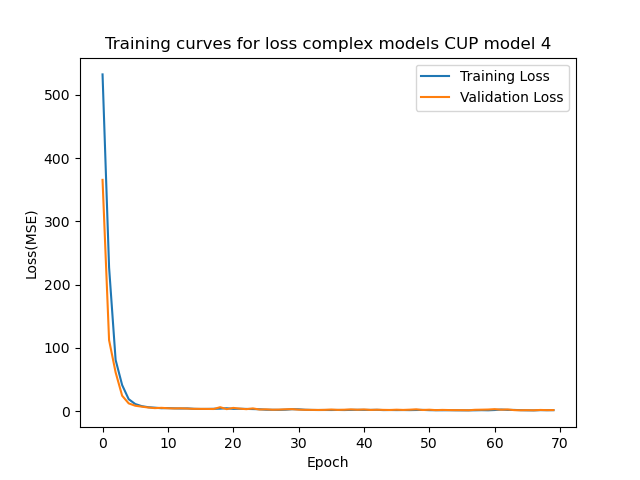 Training curves for loss complex models CUP model 4
Training Loss
Validation Loss
500
400
300
200
100
0
Loss(MSE)
0 10 20 30 40 50 60 70
Epoch